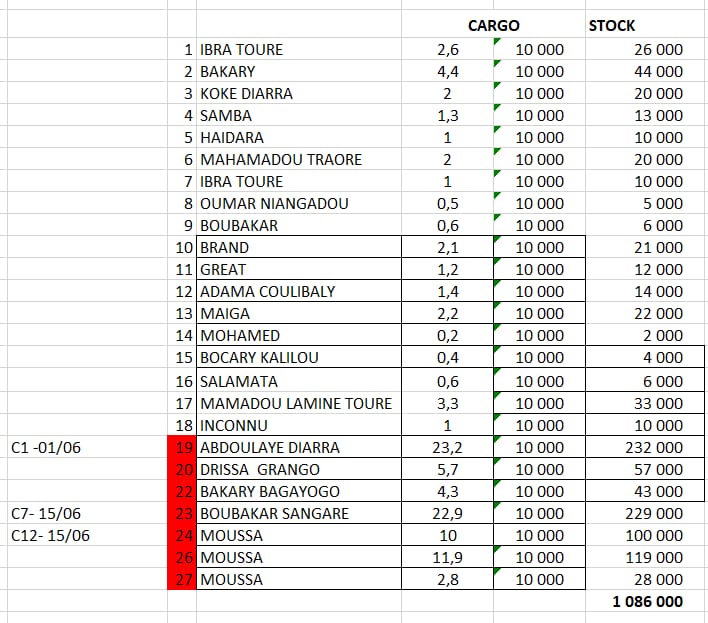 CARGO STOCK
1 IBRA TOURE 2,6 10 000 26 000
2 BAKARY 4,4 10 000 44 000
3 KOKE DIARRA 2 10 000 20 000
4 SAMBA 1,3 10 000 13 000
5 HAIDARA 1 10 000 10 000
6 MAHAMADOU TRAORE 2 10 000 20 000
7 IBRA TOURE 1 10 000 10 000
8 OUMAR NIANGADOU 0,5 10 000 5 000
9 BOUBAKAR 0,6 10 000 6 000
10 BRAND 2,1 10 000 21 000
11 GREAT 1,2 10 000 12 000
12 ADAMA COULIBALY 1,4 10 000 14 000
13 MAIGA 2,2 10 000 22 000
14 MOHAMED 0,2 10 000 2 000
15 BOCARY KALILOU 0,4 10 000 4 000
16 SALAMATA 0,6 10 000 6 000
17 MAMADOU LAMINE TOURE 3,3 10 000 33 000
18 INCONNU 1 10 000 10 000
C1 -01/06 19 ABDOULAYE DIARRA 23,2 10 000 232 000
20 DRISSA  GRANGO 5,7 10 000 57 000
22 BAKARY BAGAYOGO 4,3 10 000 43 000
C7- 15/06 23 BOUBAKAR SANGARE 22,9 10 000 229 000
C12- 15/06 24 MOUSSA 10 10 000 100 000
26 MOUSSA 11,9 10 000 119 000
27 MOUSSA 2,8 10 000 28 000
1 086 000